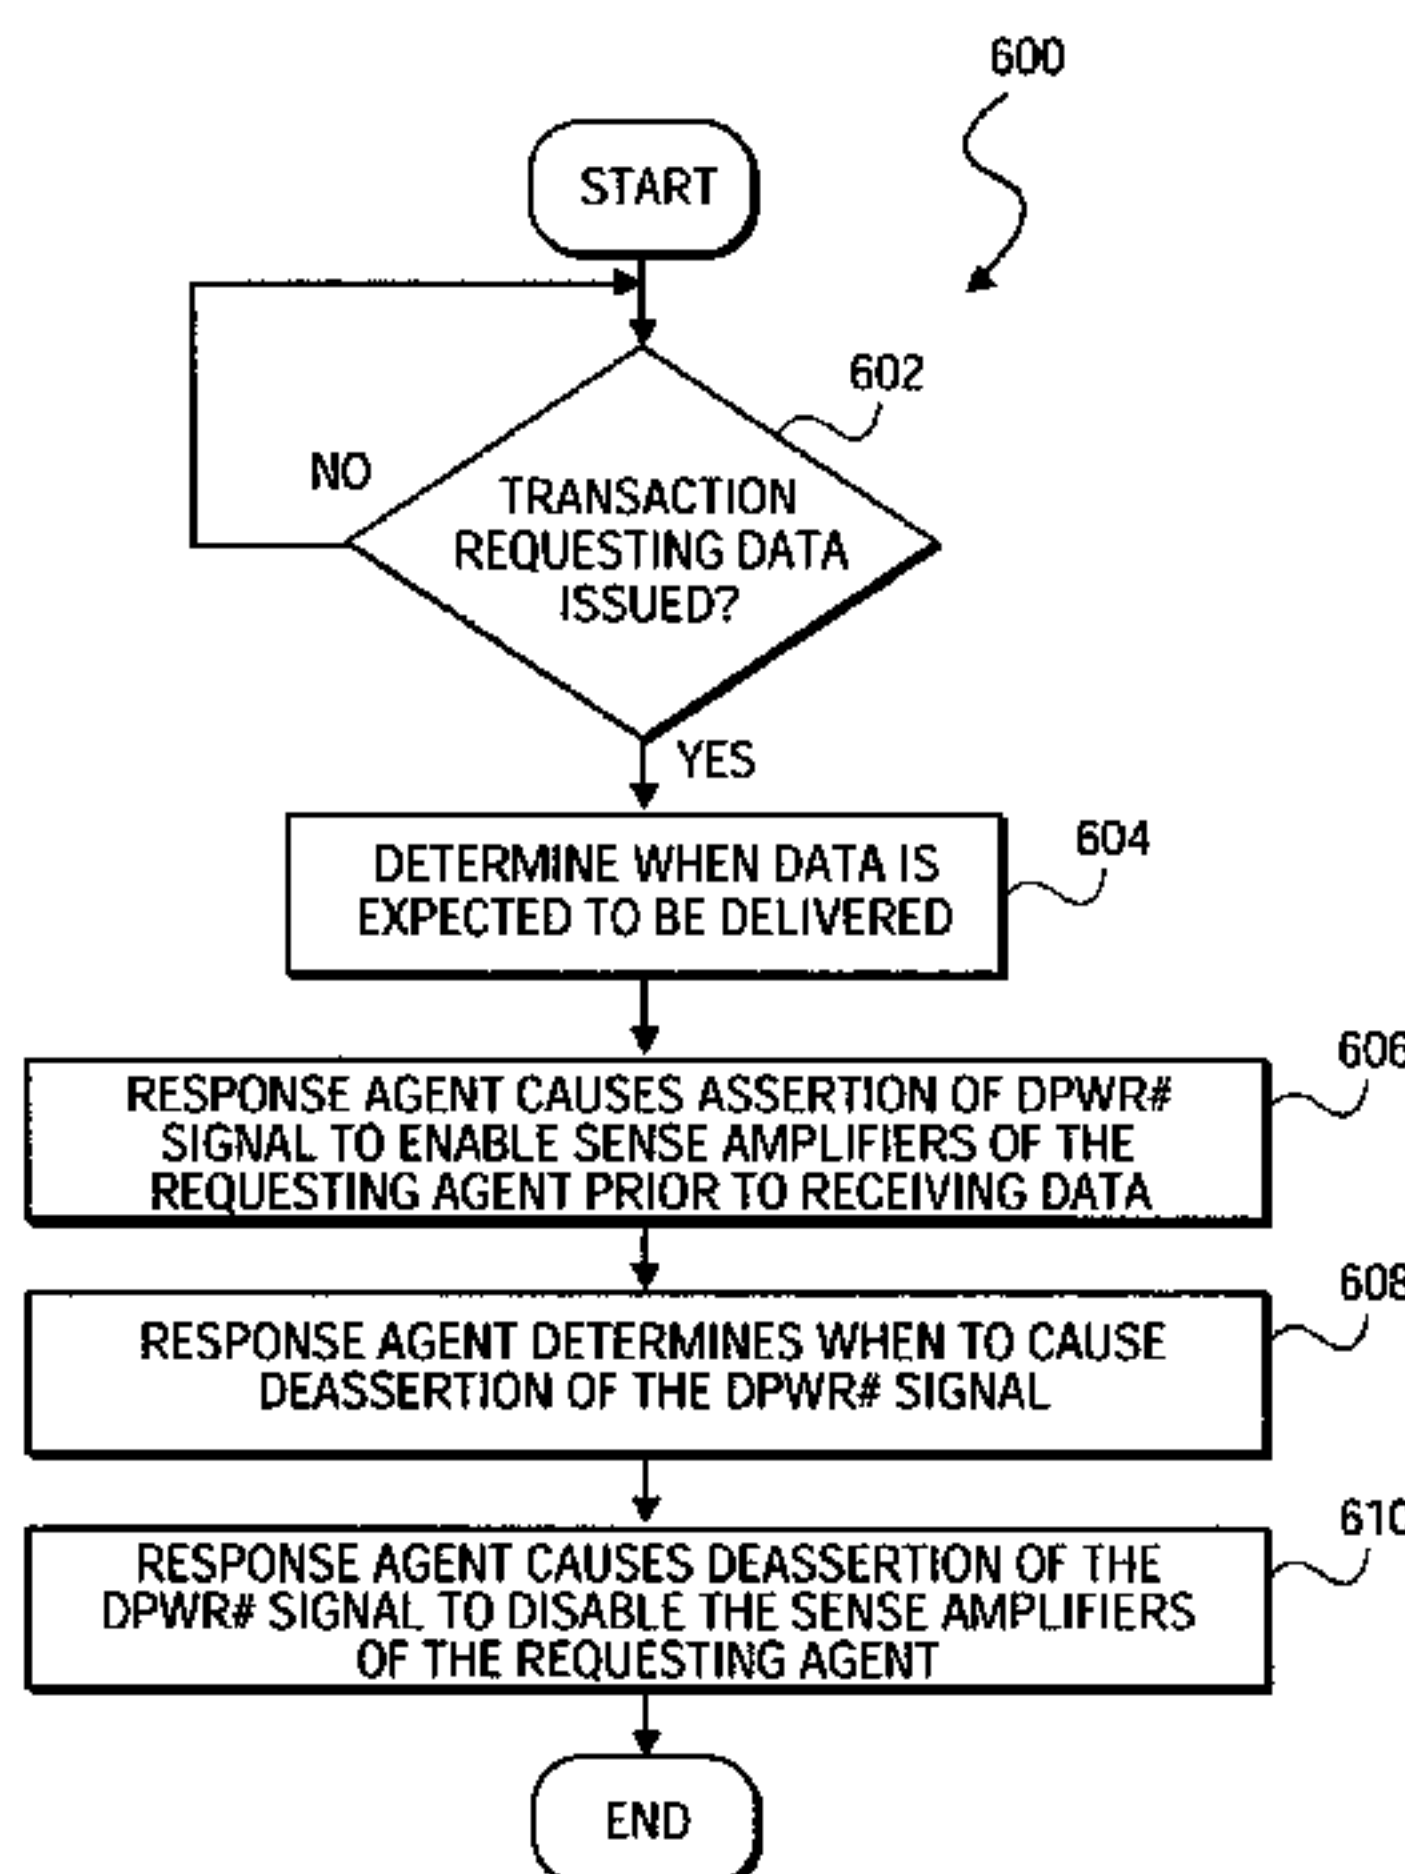 600
START
602
NO
TRANSACTION
REQUESTING DATA
ISSUED?
YES
604
DETERMINE WHEN DATA IS
EXPECTED TO BE DELIVERED
606
RESPONSE AGENT CAUSES ASSERTION OF DPWR#
SIGNAL TO ENABLE SENSE AMPLIFIERS OF THE
REQUESTING AGENT PRIOR TO RECEIVING DATA
608
RESPONSE AGENT DETERMINES WHEN TO CAUSE
DEASSERTION OF THE DPWR# SIGNAL
610
RESPONSE AGENT CAUSES DEASSERTION OF THE
DPWR# SIGNAL TO DISABLE THE SENSE AMPLIFIERS
OF THE REQUESTING AGENT
END